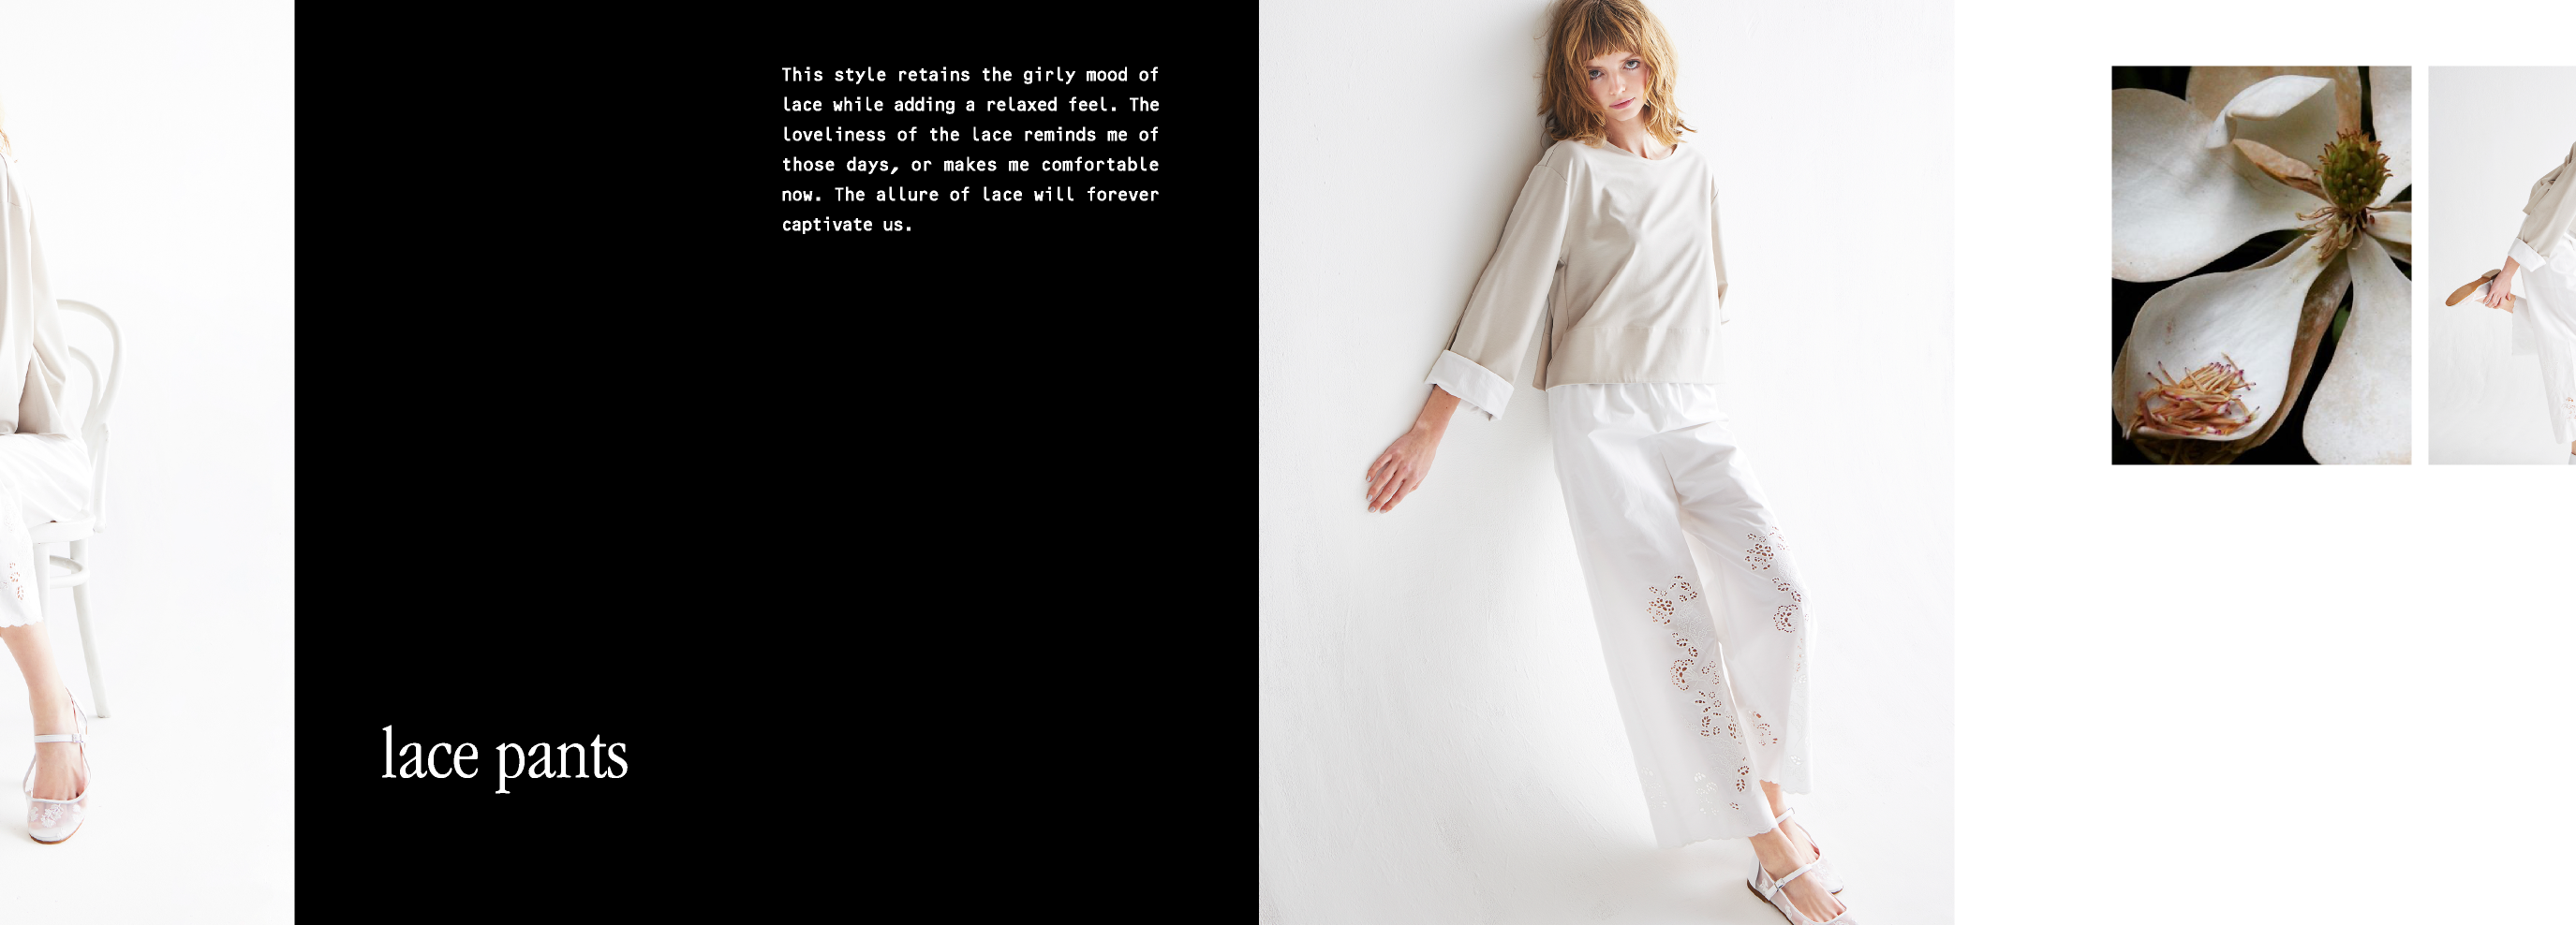 This style retains the girly mood of
lace while adding a relaxed feel. The
loveliness of the lace reminds me of
those days, or makes me comfortable
now. The allure of lace will forever
captivate us.
lace pants